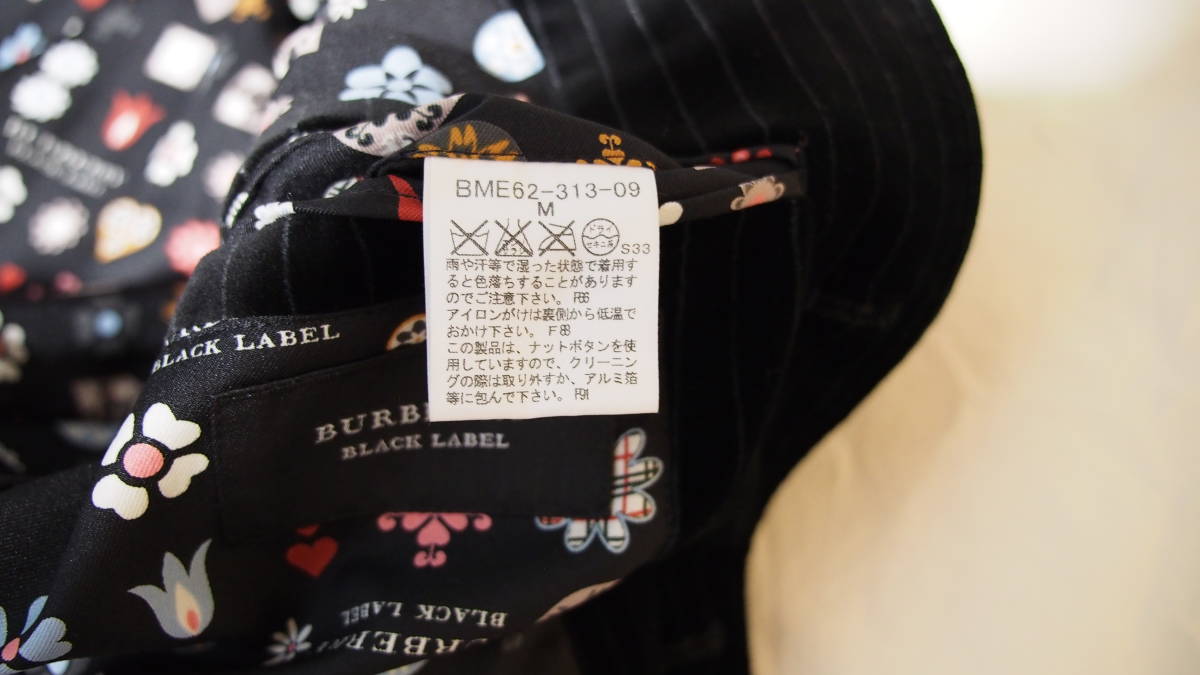 BME62-313-09
M
ドライ
セキユ系
S33
雨や汗等で湿った状態で着用す
ると色落ちすることがあります
のでご注意下さい。P86
アイロンがけは裏側から低温で
おかけ下さい。F88
この製品は、ナットボタンを使
用していますので、クリーニン
グの際は取り外すか、アルミ箔
等に包んで下さい。P91
BLACK LABEL
BURBE
BLACK LABEL
BLACK LABEL